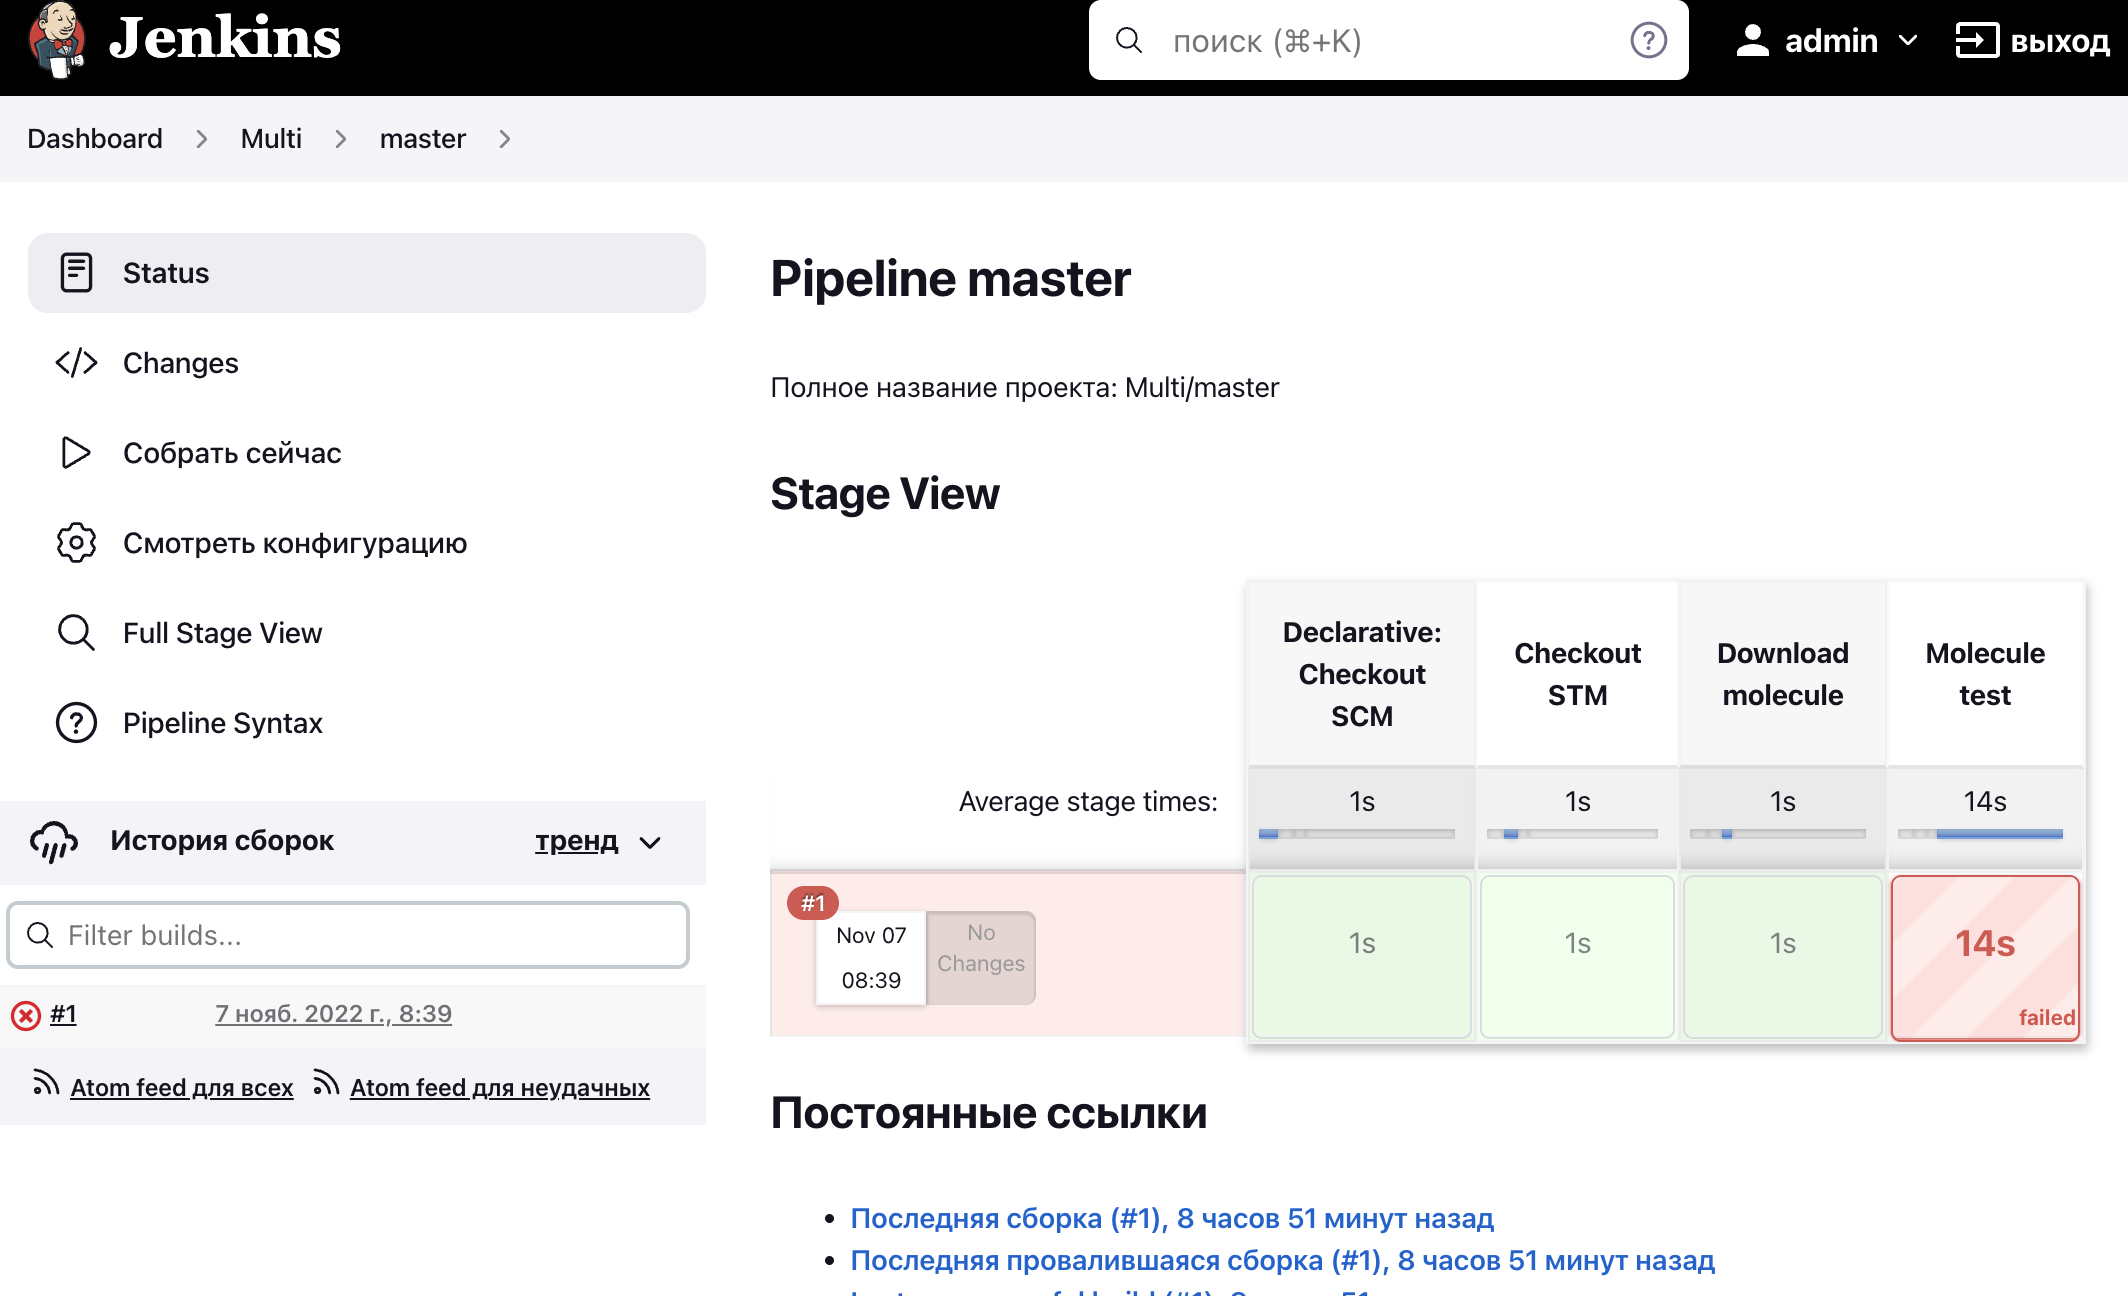 Jenkins
поиск (⌘+K)
admin
выход
Dashboard
Multi
master
Status
Changes
Собрать сейчас
Смотреть конфигурацию
Full Stage View
Pipeline Syntax
История сборок
тренд
Filter builds...
#1
7 нояб. 2022 г., 8:39
Atom feed для всех
Atom feed для неудачных
Pipeline master
Полное название проекта: Multi/master
Stage View
Declarative:
Checkout
SCM
Checkout
STM
Download
molecule
Molecule
test
Average stage times:
1s
1s
1s
14s
#1
Nov 07
08:39
No
Changes
1s
1s
1s
14s
failed
Постоянные ссылки
Последняя сборка (#1), 8 часов 51 минут назад
Последняя провалившаяся сборка (#1), 8 часов 51 минут назад